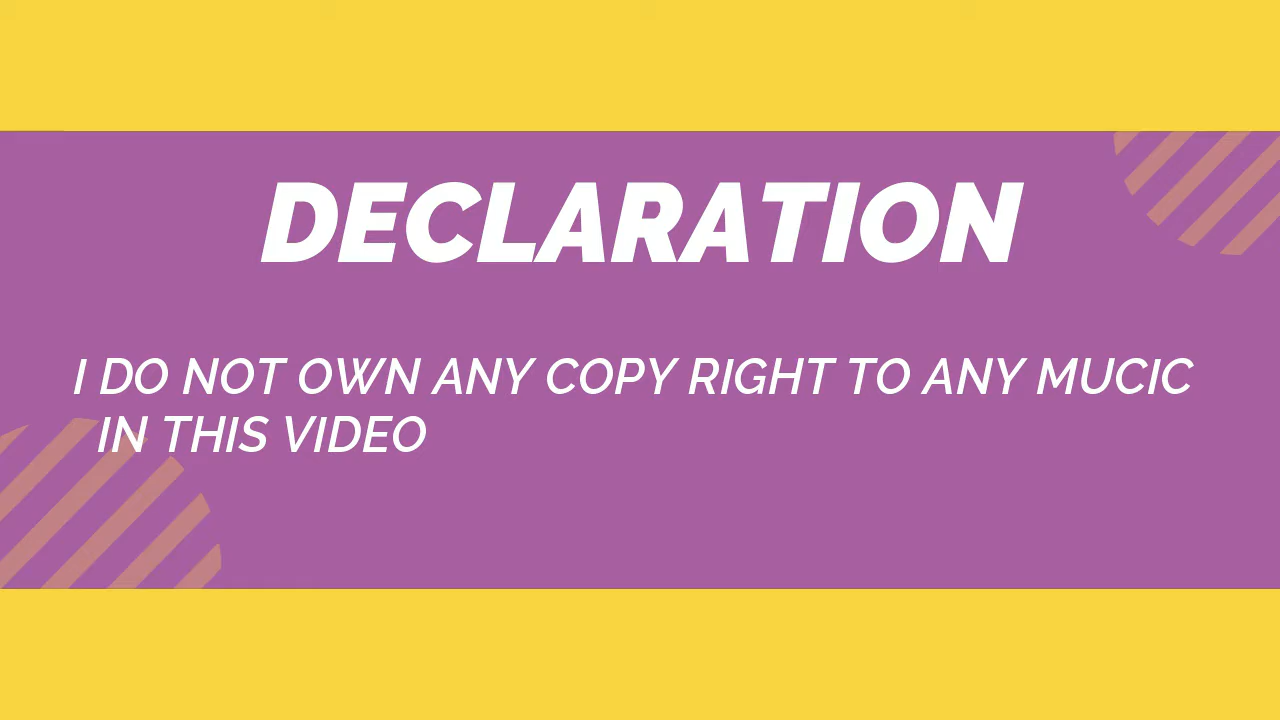 DECLARATION
I DO NOT OWN ANY COPY RIGHT TO ANY MUCIC
IN THIS VIDEO